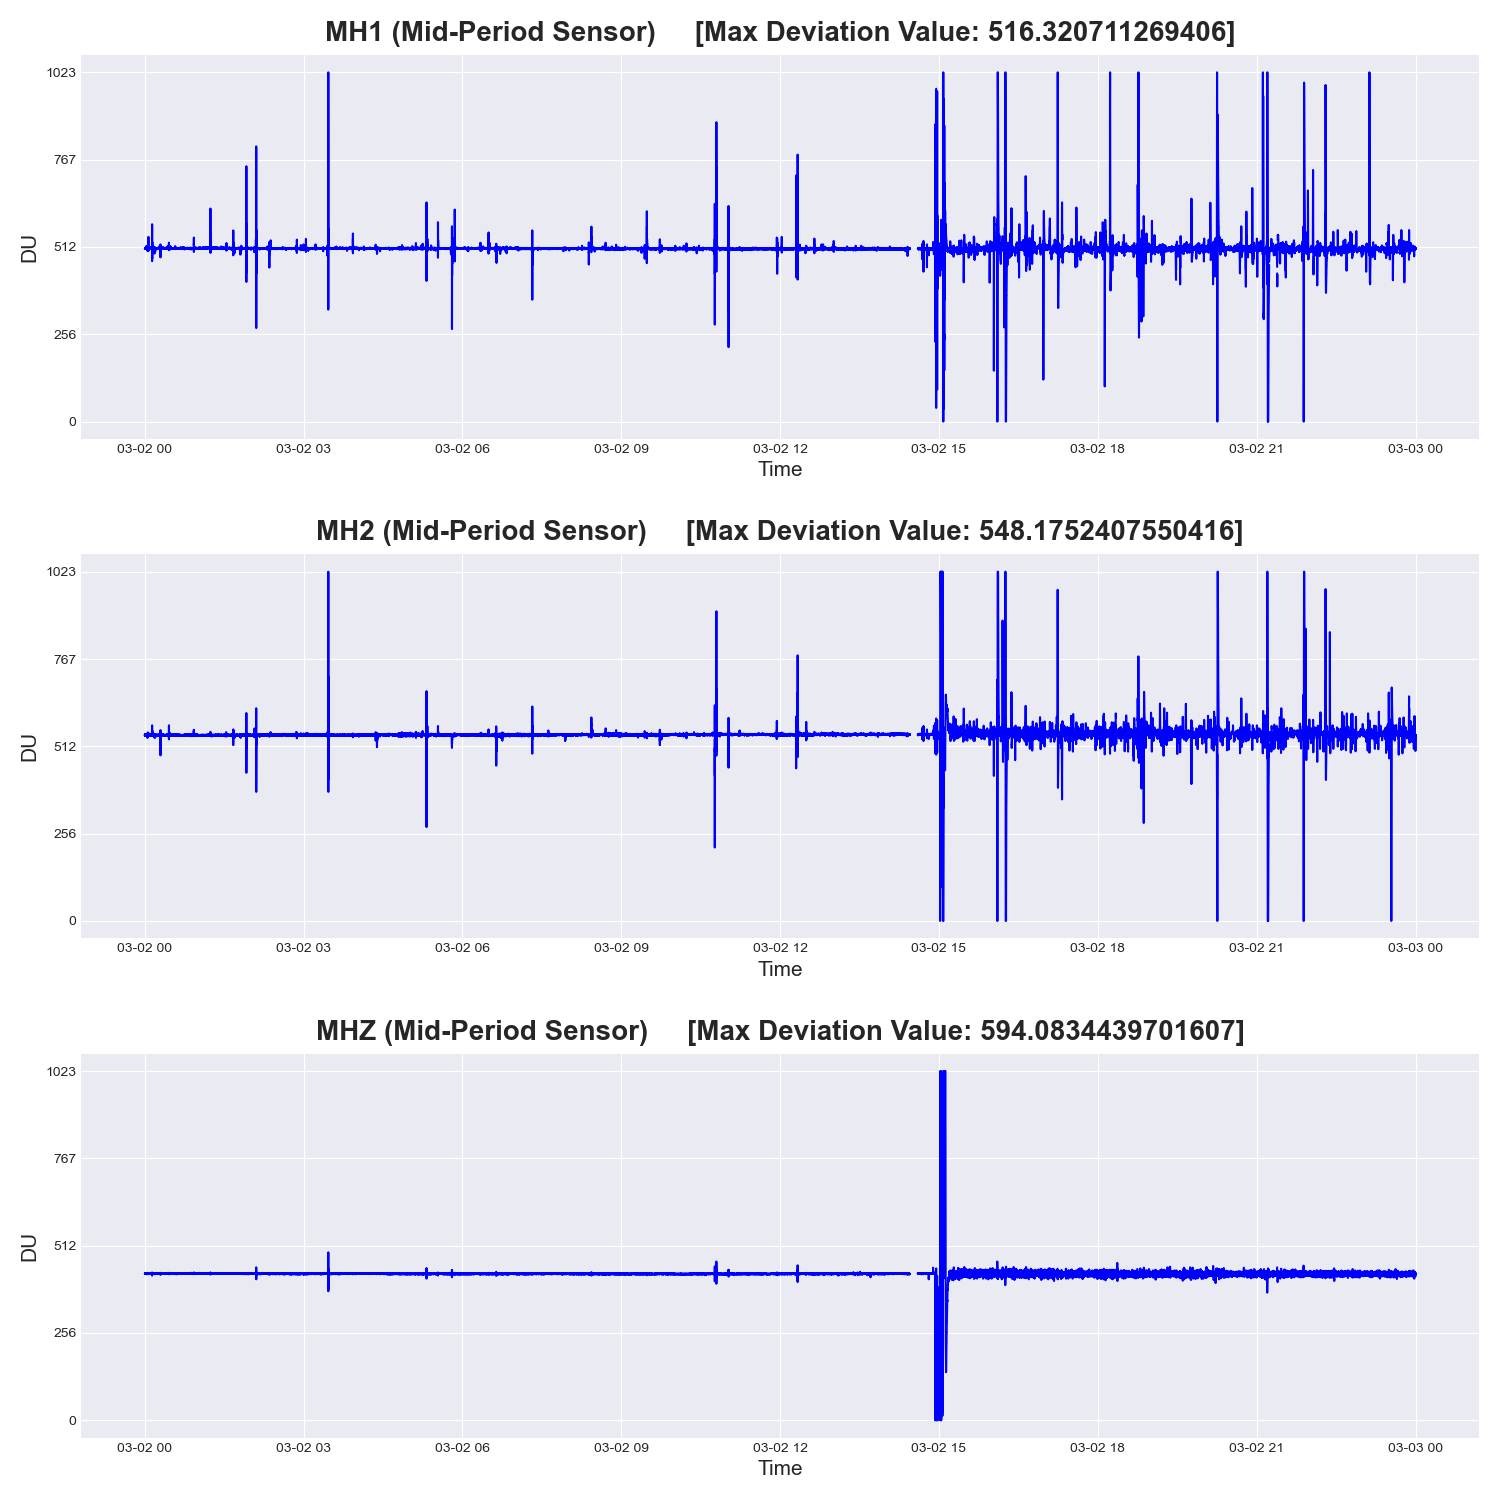 MH1 (Mid-Period Sensor) [Max Deviation Value: 516.320711269406]
1023
767
512
256
0
DU
03-02 00 03-02 03 03-02 06 03-02 09 03-02 12 03-02 15 03-02 18 03-02 21 03-03 00
Time
MH2 (Mid-Period Sensor) [Max Deviation Value: 548.1752407550416]
1023
767
512
256
0
DU
03-02 00 03-02 03 03-02 06 03-02 09 03-02 12 03-02 15 03-02 18 03-02 21 03-03 00
Time
MHZ (Mid-Period Sensor) [Max Deviation Value: 594.0834439701607]
1023
767
512
256
0
DU
03-02 00 03-02 03 03-02 06 03-02 09 03-02 12 03-02 15 03-02 18 03-02 21 03-03 00
Time